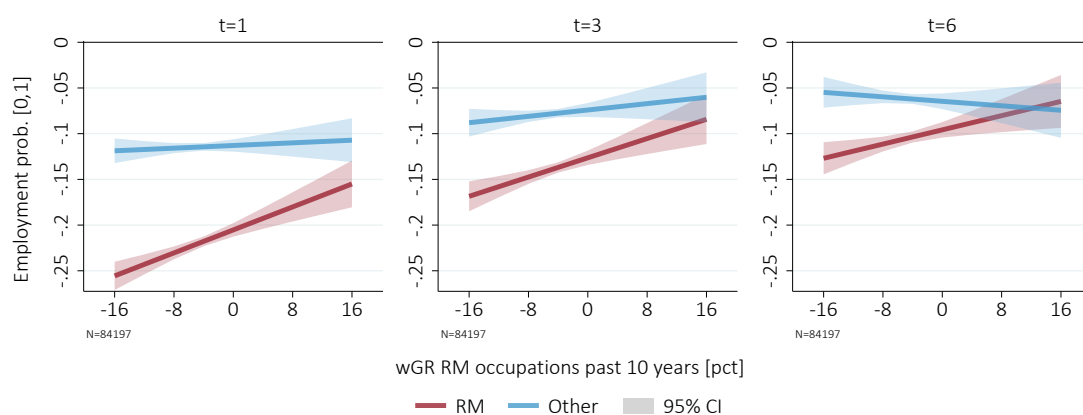 t=1
t=3
t=6
Employment prob. [0,1]
0
-.05
-.1
-.15
-.2
-.25
-16 -8 0 8 16
N=84197
0
-.05
-.1
-.15
-.2
-.25
-16 -8 0 8 16
N=84197
0
-.05
-.1
-.15
-.2
-.25
-16 -8 0 8 16
N=84197
wGR RM occupations past 10 years [pct]
RM Other 95% CI